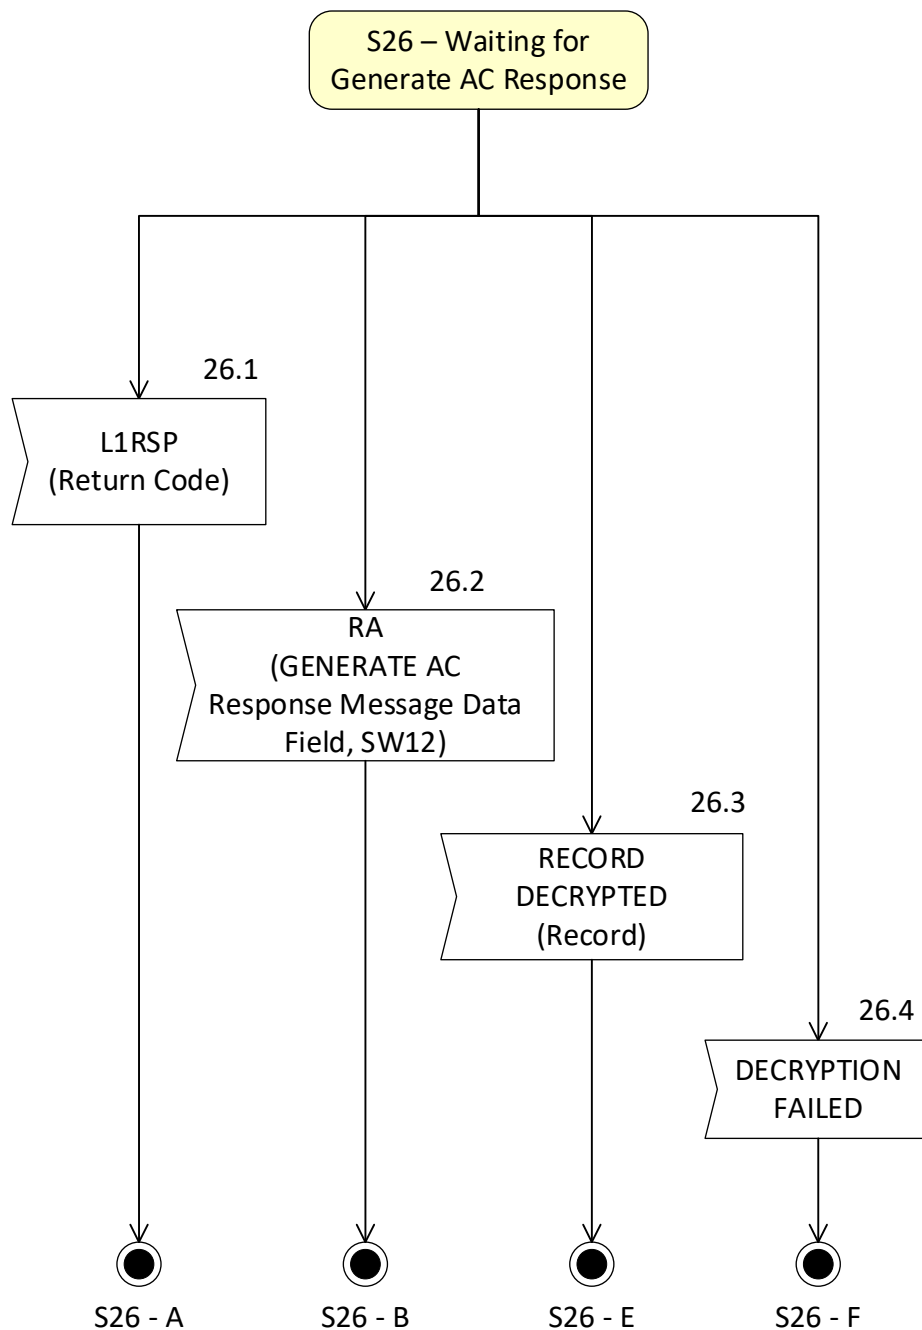 S26 – Waiting for
Generate AC Response
26.1
L1RSP
(Return Code)
26.2
RA
(GENERATE AC
Response Message Data
Field, SW12)
26.3
RECORD
DECRYPTED
(Record)
26.4
DECRYPTION
FAILED
S26 - A
S26 - B
S26 - E
S26 - F